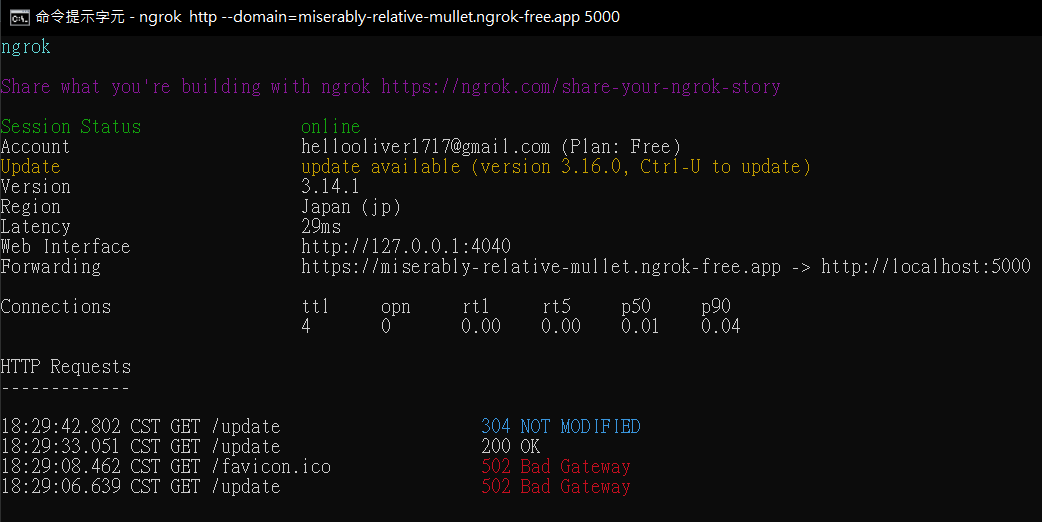 命令提示字元 - ngrok http --domain=miserably-relative-mullet.ngrok-free.app 5000
ngrok
Share what you're building with ngrok https://ngrok.com/share-your-ngrok-story
Session Status online
Account hellooliver1717@gmail.com (Plan: Free)
Update update available (version 3.16.0, Ctrl-U to update)
Version 3.14.1
Region Japan (jp)
Latency 29ms
Web Interface http://127.0.0.1:4040
Forwarding https://miserably-relative-mullet.ngrok-free.app -> http://localhost:5000
Connections ttl opn rt1 rt5 p50 p90
4 0 0.00 0.00 0.01 0.04
HTTP Requests
-------------
18:29:42.802 CST GET /update 304 NOT MODIFIED
18:29:33.051 CST GET /update 200 OK
18:29:08.462 CST GET /favicon.ico 502 Bad Gateway
18:29:06.639 CST GET /update 502 Bad Gateway